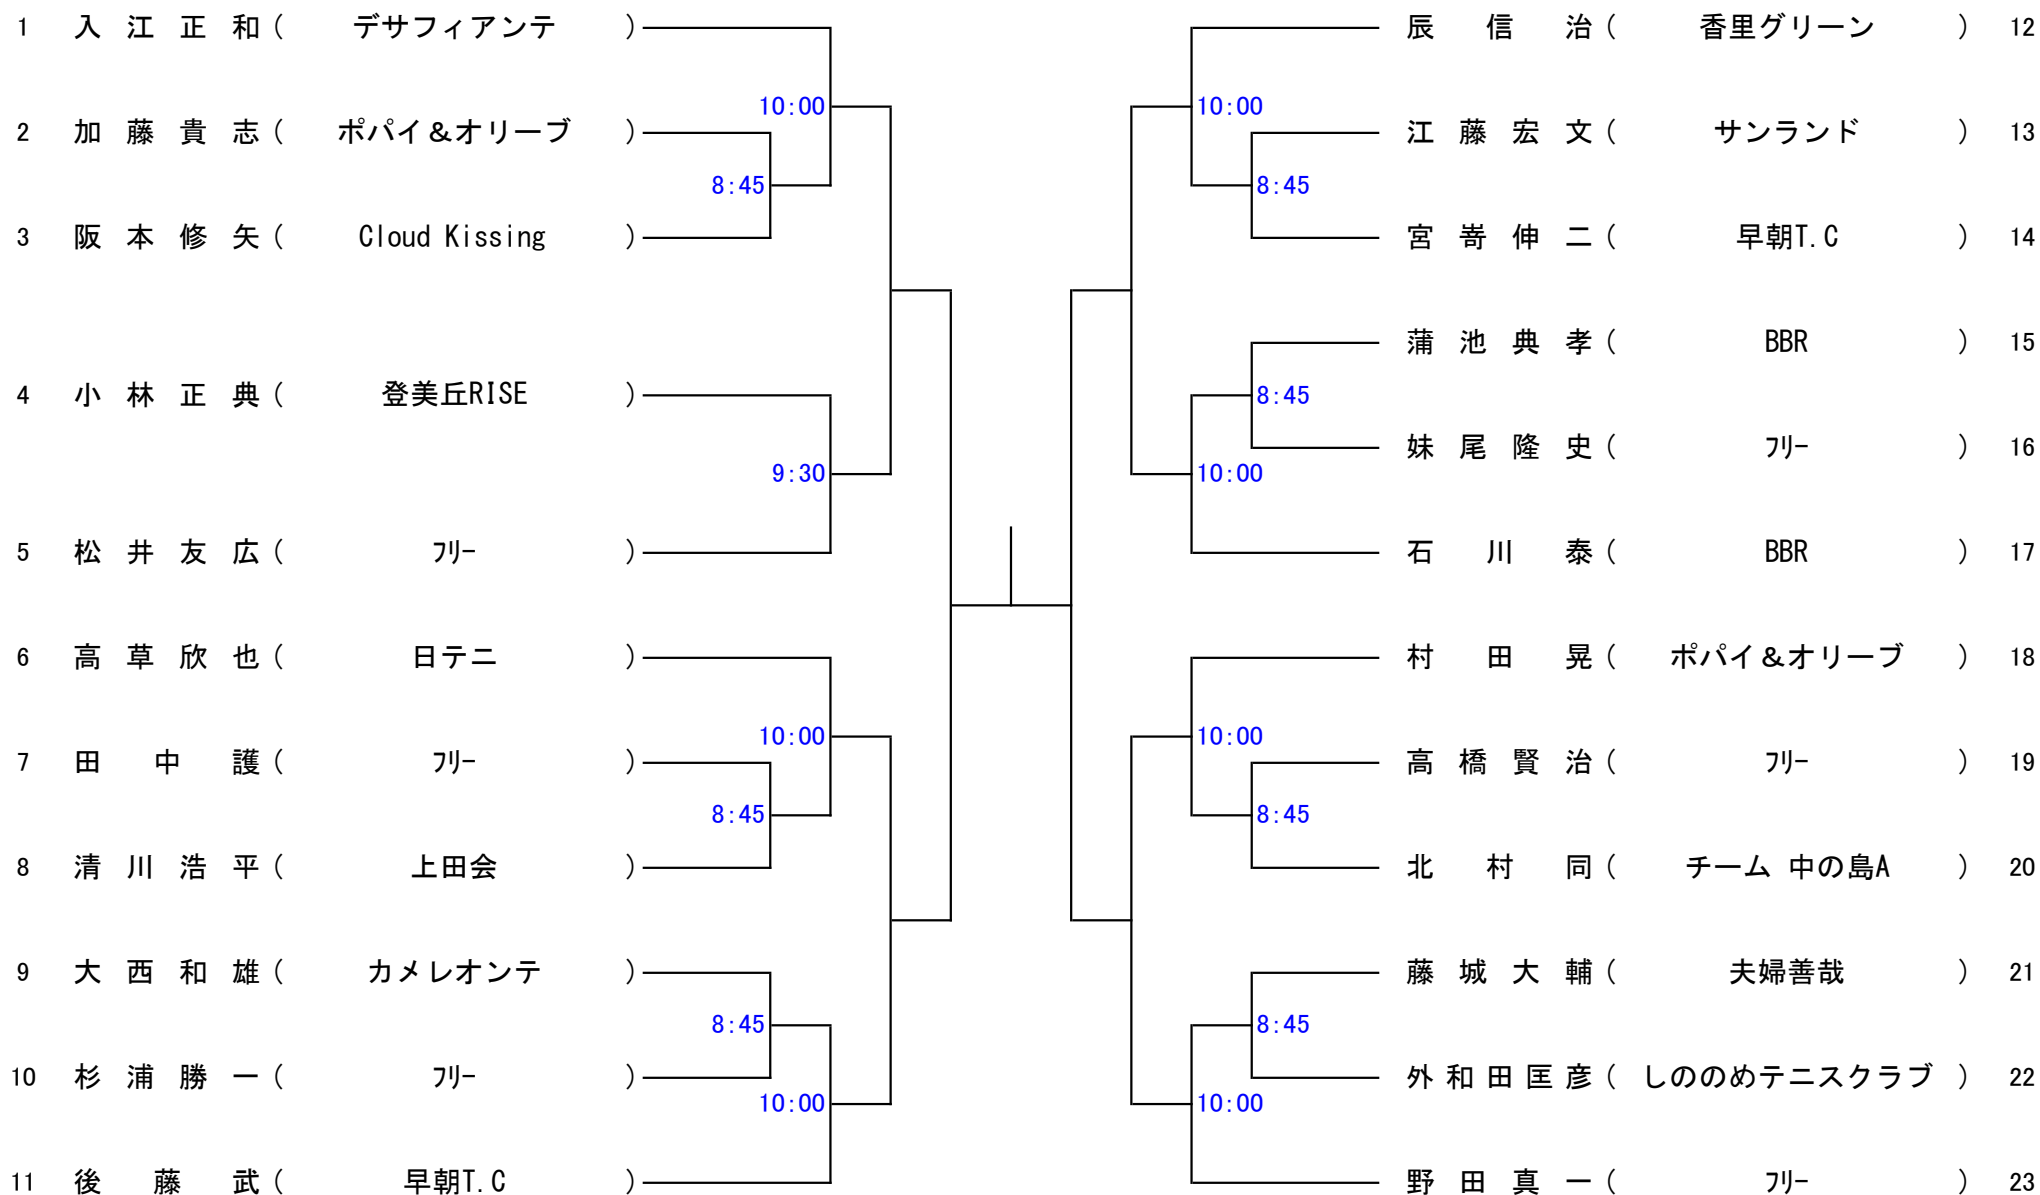 1 入江正和( デサフィアンテ )
10:00
2 加藤貴志( ポパイ＆オリーブ )
8:45
3 阪本修矢( Cloud Kissing )
4 小林正典( 登美丘RISE )
9:30
5 松井友広( ﾌﾘｰ )
6 高草欣也( 日テニ )
10:00
7 田中護( ﾌﾘｰ )
8:45
8 清川浩平( 上田会 )
9 大西和雄( カメレオンテ )
8:45
10 杉浦勝一( ﾌﾘｰ )
10:00
11 後藤武( 早朝T.C )
辰信治( 香里グリーン ) 12
10:00
江藤宏文( サンランド ) 13
8:45
宮嵜伸二( 早朝T.C ) 14
蒲池典孝( BBR ) 15
8:45
妹尾隆史( ﾌﾘｰ ) 16
10:00
石川泰( BBR ) 17
村田晃( ポパイ＆オリーブ ) 18
10:00
高橋賢治( ﾌﾘｰ ) 19
8:45
北村同( チーム 中の島A ) 20
藤城大輔( 夫婦善哉 ) 21
8:45
外和田匡彦( しののめテニスクラブ ) 22
10:00
野田真一( ﾌﾘｰ ) 23